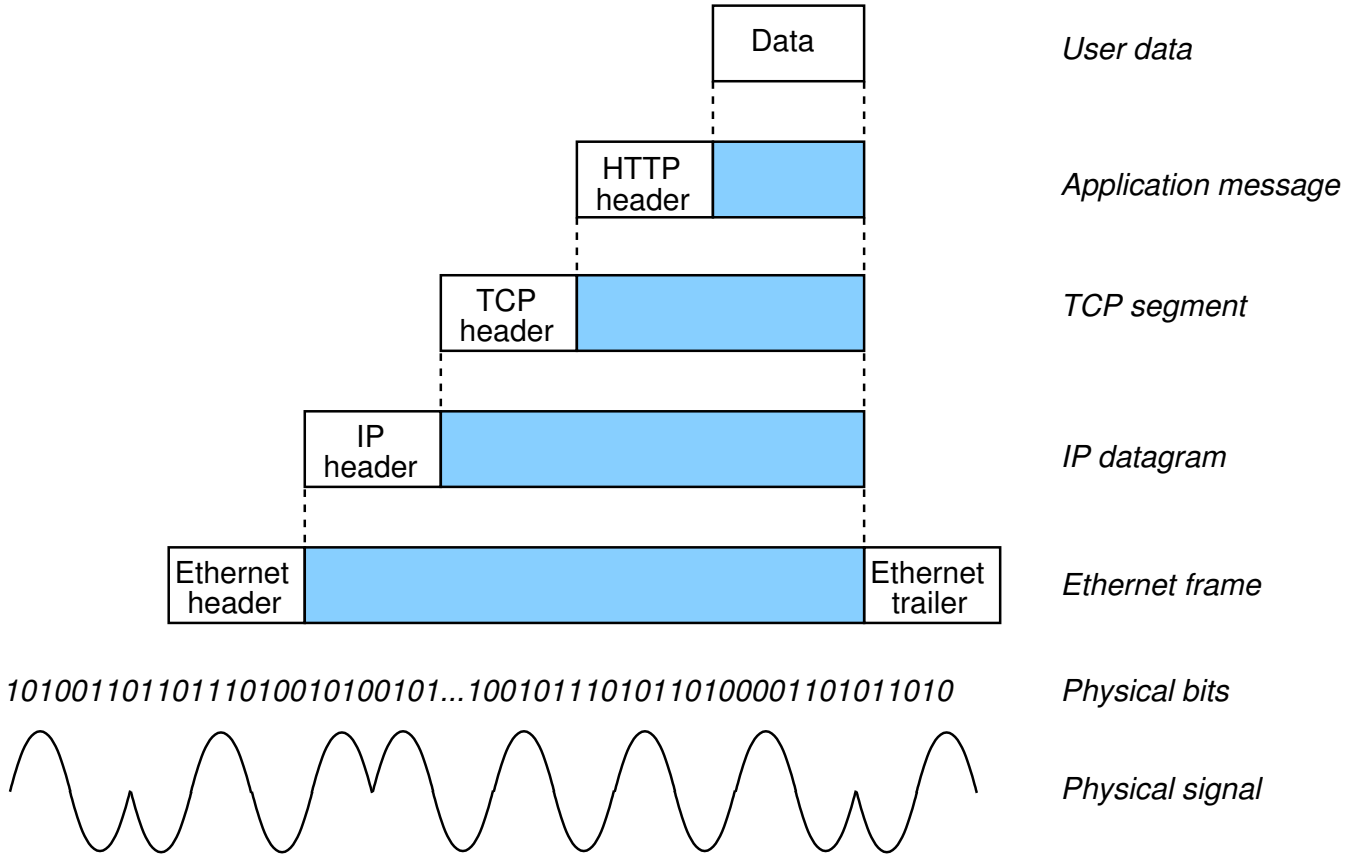 Data
User data
HTTP
header
Application message
TCP
header
TCP segment
IP
header
IP datagram
Ethernet
header
Ethernet
trailer
Ethernet frame
1010011011011101001010100101...10010111010110100001101011010
Physical bits
Physical signal